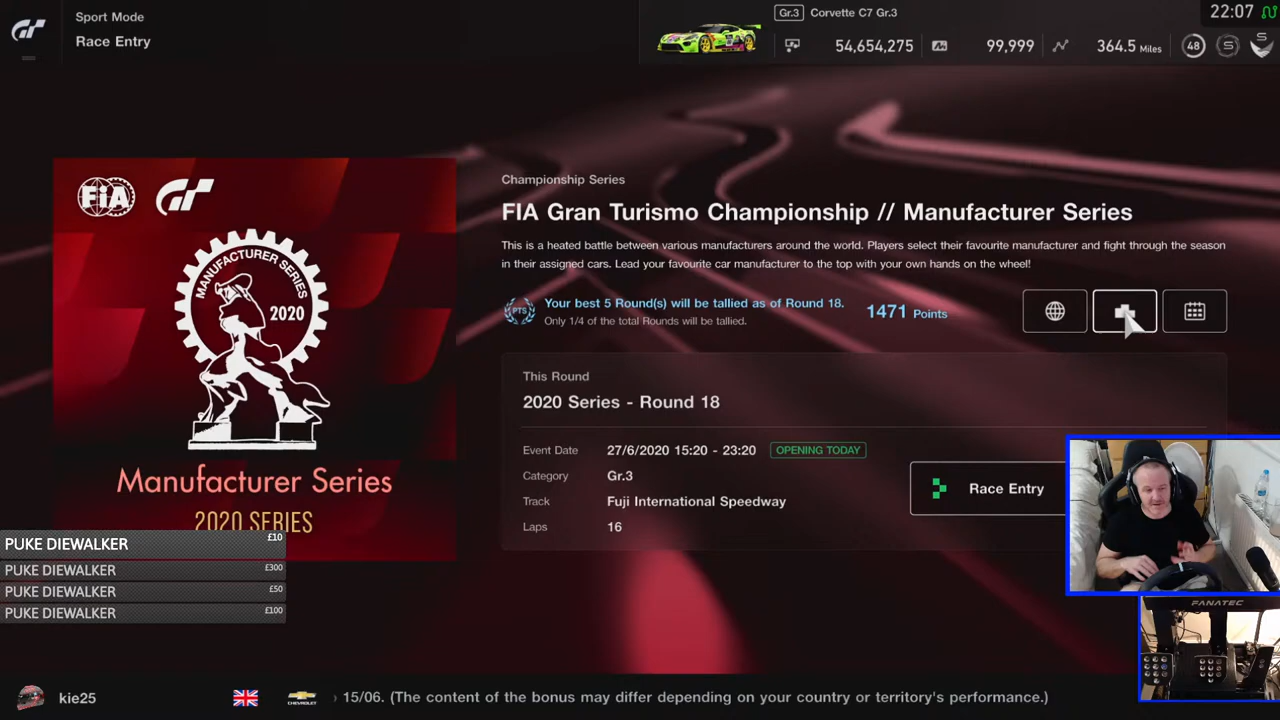 Sport Mode
Race Entry
Gr.3 Corvette C7 Gr.3
22:07
54,654,275
99,999
364.5 Miles
48
S
S
FiA GT
MANUFACTURER SERIES
2020
Manufacturer Series
2020 SERIES
Championship Series
FIA Gran Turismo Championship // Manufacturer Series
This is a heated battle between various manufacturers around the world. Players select their favourite manufacturer and fight through the season
in their assigned cars. Lead your favourite car manufacturer to the top with your own hands on the wheel!
PTS
Your best 5 Round(s) will be tallied as of Round 18.
Only 1/4 of the total Rounds will be tallied.
1471 Points
This Round
2020 Series - Round 18
Event Date 27/6/2020 15:20 - 23:20 OPENING TODAY
Category Gr.3
Track Fuji International Speedway
Laps 16
Race Entry
PUKE DIEWALKER £10
PUKE DIEWALKER £300
PUKE DIEWALKER £50
PUKE DIEWALKER £100
FANATEC
kie25
CHEVROLET
15/06. (The content of the bonus may differ depending on your country or territory's performance.)